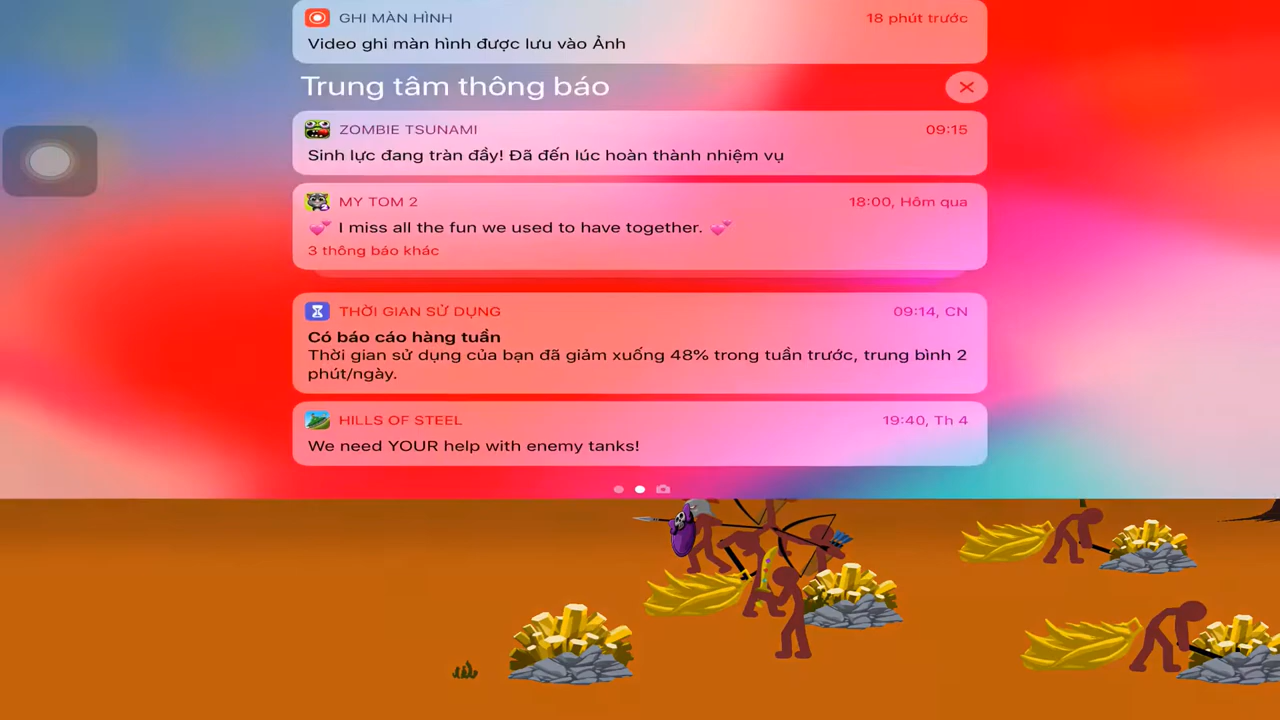 GHI MÀN HÌNH
18 phút trước
Video ghi màn hình được lưu vào Ảnh
Trung tâm thông báo
ZOMBIE TSUNAMI
09:15
Sinh lực đang tràn đầy! Đã đến lúc hoàn thành nhiệm vụ
MY TOM 2
18:00, Hôm qua
💕 I miss all the fun we used to have together. 💕
3 thông báo khác
THỜI GIAN SỬ DỤNG
09:14, CN
Có báo cáo hàng tuần
Thời gian sử dụng của bạn đã giảm xuống 48% trong tuần trước, trung bình 2
phút/ngày.
HILLS OF STEEL
19:40, Th 4
We need YOUR help with enemy tanks!